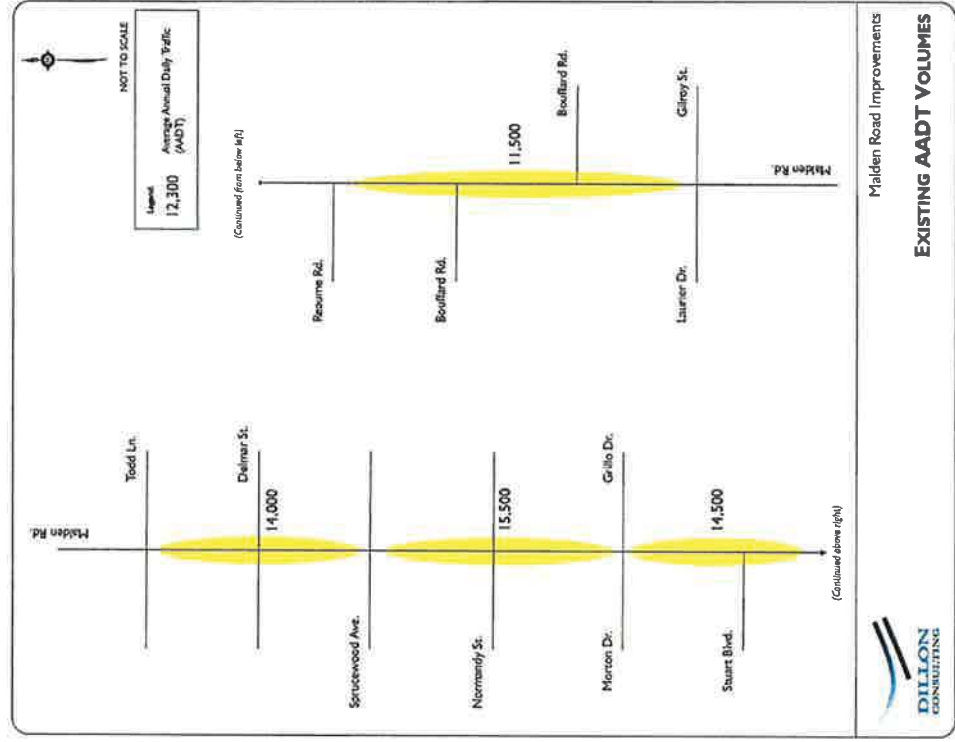 NOT TO SCALE
Legend
12,300
Average Annual Daily Traffic
(AADT)
Malden Rd.
Todd Ln.
Delmar St.
14,000
Sprucewood Ave.
15,500
Normandy St.
Grillo Dr.
Morton Dr.
14,500
Stuart Blvd.
(Continued above right)
(Continued from below left)
Reaume Rd.
11,500
Bouffard Rd.
Bouffard Rd.
Gilroy St.
Laurier Dr.
Malden Rd.
DILLON
CONSULTING
Malden Road Improvements
EXISTING AADT VOLUMES